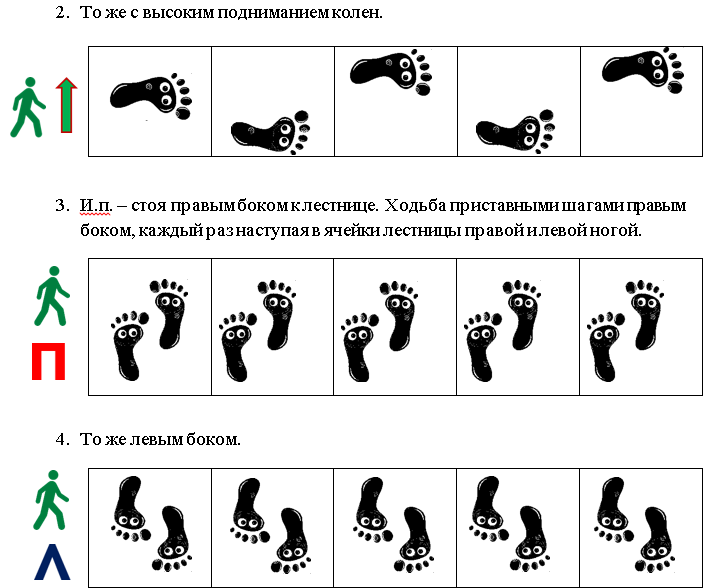 2. То же с высоким подниманием колен.
3. И.п. – стоя правым боком к лестнице. Ходьба приставными шагами правым
боком, каждый раз наступая в ячейки лестницы правой и левой ногой.
П
4. То же левым боком.
Л